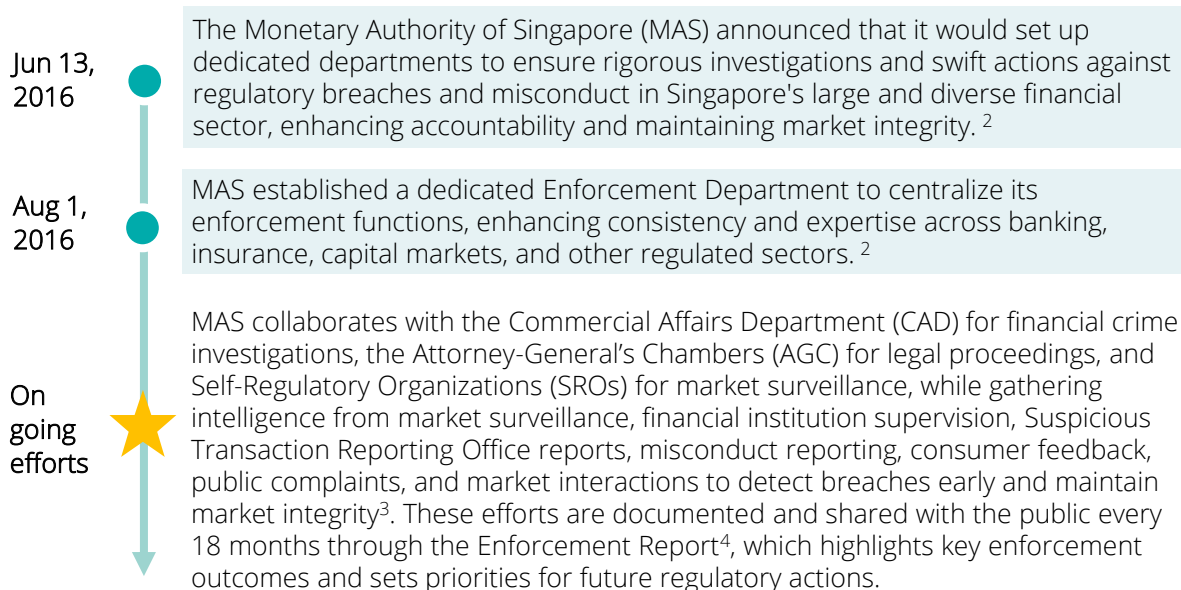 Jun 13,
2016
The Monetary Authority of Singapore (MAS) announced that it would set up
dedicated departments to ensure rigorous investigations and swift actions against
regulatory breaches and misconduct in Singapore's large and diverse financial
sector, enhancing accountability and maintaining market integrity. 2
Aug 1,
2016
MAS established a dedicated Enforcement Department to centralize its
enforcement functions, enhancing consistency and expertise across banking,
insurance, capital markets, and other regulated sectors. 2
On
going
efforts
MAS collaborates with the Commercial Affairs Department (CAD) for financial crime
investigations, the Attorney-General’s Chambers (AGC) for legal proceedings, and
Self-Regulatory Organizations (SROs) for market surveillance, while gathering
intelligence from market surveillance, financial institution supervision, Suspicious
Transaction Reporting Office reports, misconduct reporting, consumer feedback,
public complaints, and market interactions to detect breaches early and maintain
market integrity3. These efforts are documented and shared with the public every
18 months through the Enforcement Report4, which highlights key enforcement
outcomes and sets priorities for future regulatory actions.